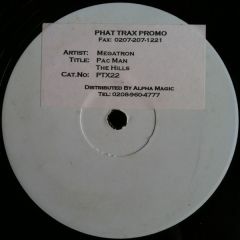 PHAT TRAX PROMO
FAX: 0207-207-1221
ARTIST: MEGATRON
TITLE: PAC MAN
THE HILLS
CAT.NO: PTX22
DISTRIBUTED BY ALPHA MAGIC
TEL: 0208-960-4777